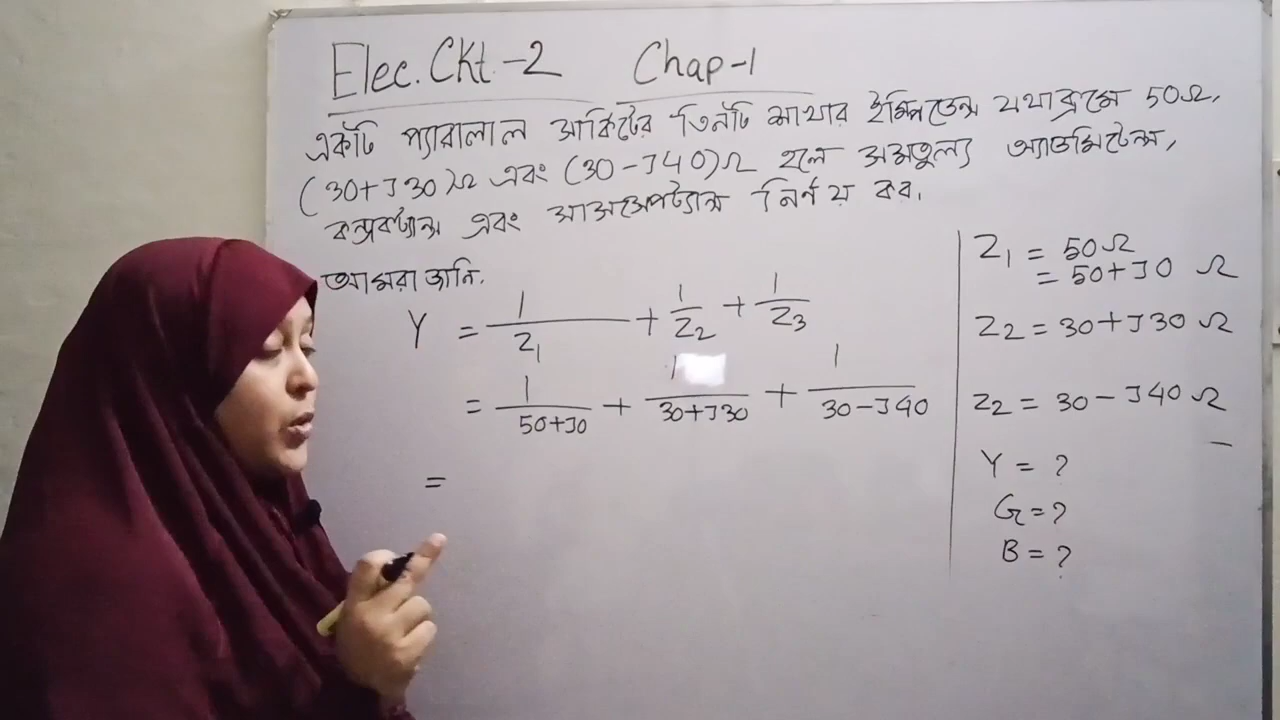 Elec. Ckt. -2 Chap-1
একটি প্যারালাল সার্কিটের তিনটি শাখার ইম্পিডেন্স যথাক্রমে 50Ω,
(30+J30)Ω এবং (30-J40)Ω হলে সমতুল্য অ্যাডমিটেন্স,
কন্ডাকট্যান্স এবং সাসসেপট্যান্স নির্ণয় কর.
আমরা জানি.
Y = 1/Z1 + 1/Z2 + 1/Z3
= 1/50+J0 + 1/30+J30 + 1/30-J40
=
Z1 = 50Ω
= 50+J0 Ω
Z2 = 30+J30 Ω
Z2 = 30-J40 Ω
Y = ?
G = ?
B = ?